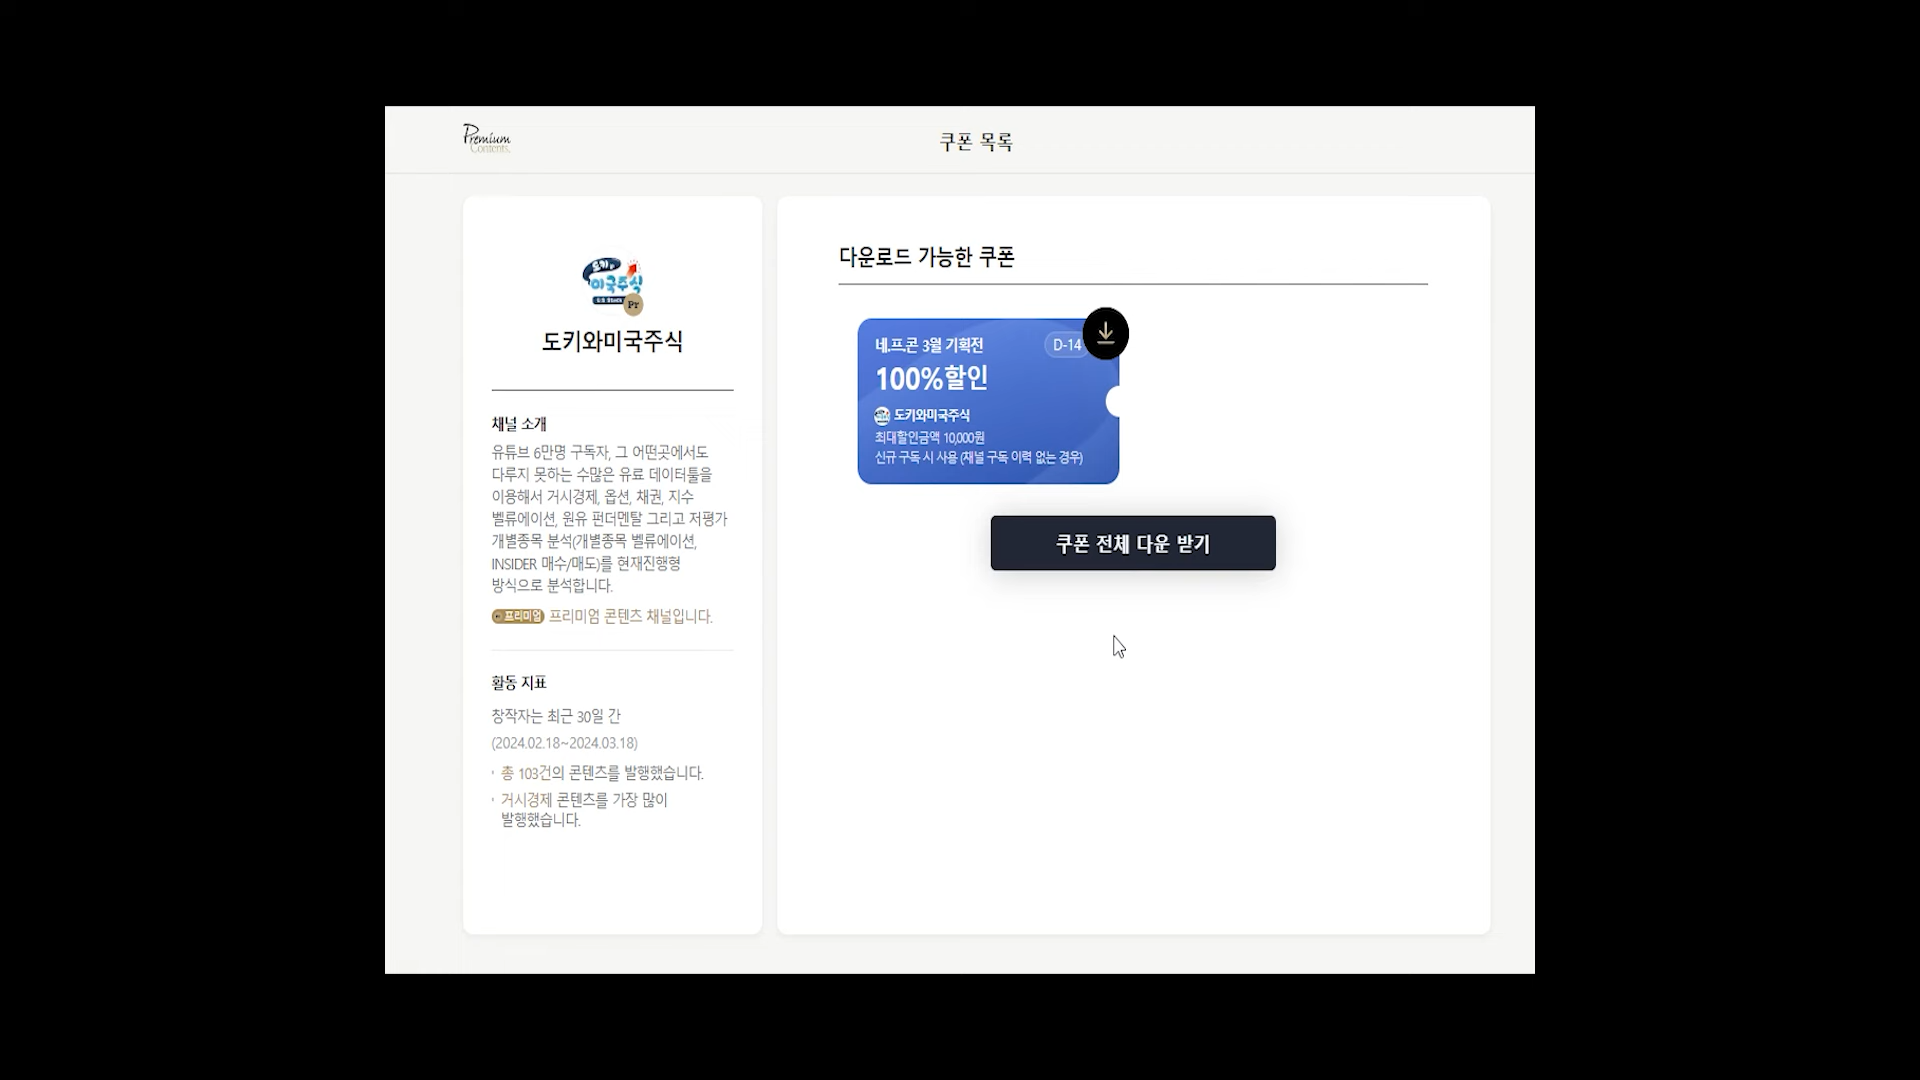 Premium
Contents
쿠폰 목록
미국주식
Pr
도키와미국주식
채널 소개
유튜브 6만명 구독자, 그 어떤곳에서도
다루지 못하는 수많은 유료 데이터툴을
이용해서 거시경제, 옵션, 채권, 지수
벨류에이션, 원유 펀더멘탈 그리고 저평가
개별종목 분석(개별종목 벨류에이션,
INSIDER 매수/매도)를 현재진행형
방식으로 분석합니다.
프리미엄 프리미엄 콘텐츠 채널입니다.
활동 지표
창작자는 최근 30일 간
(2024.02.18~2024.03.18)
· 총 103건의 콘텐츠를 발행했습니다.
· 거시경제 콘텐츠를 가장 많이
발행했습니다.
다운로드 가능한 쿠폰
네.프.콘 3월 기획전 D-14
100%할인
도키와미국주식
최대할인금액 10,000원
신규 구독 시 사용 (채널 구독 이력 없는 경우)
쿠폰 전체 다운 받기